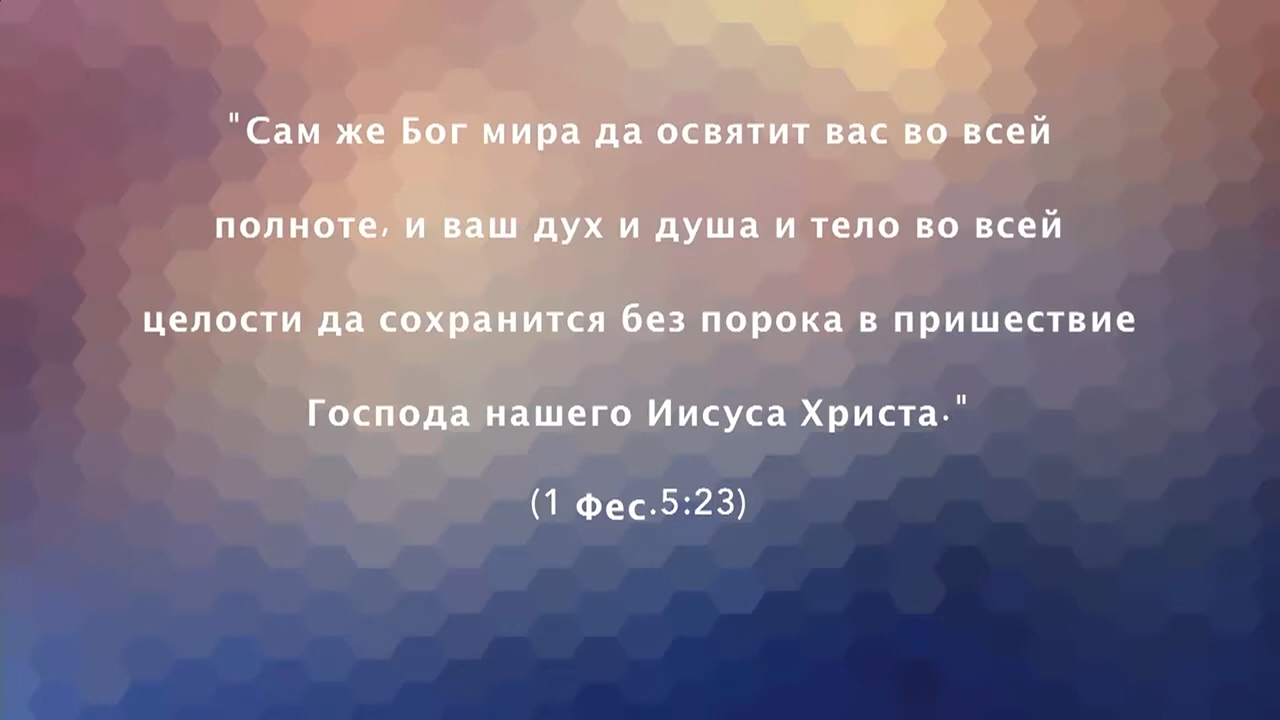 "Сам же Бог мира да освятит вас во всей
полноте, и ваш дух и душа и тело во всей
целости да сохранится без порока в пришествие
Господа нашего Иисуса Христа."
(1 Фес.5:23)